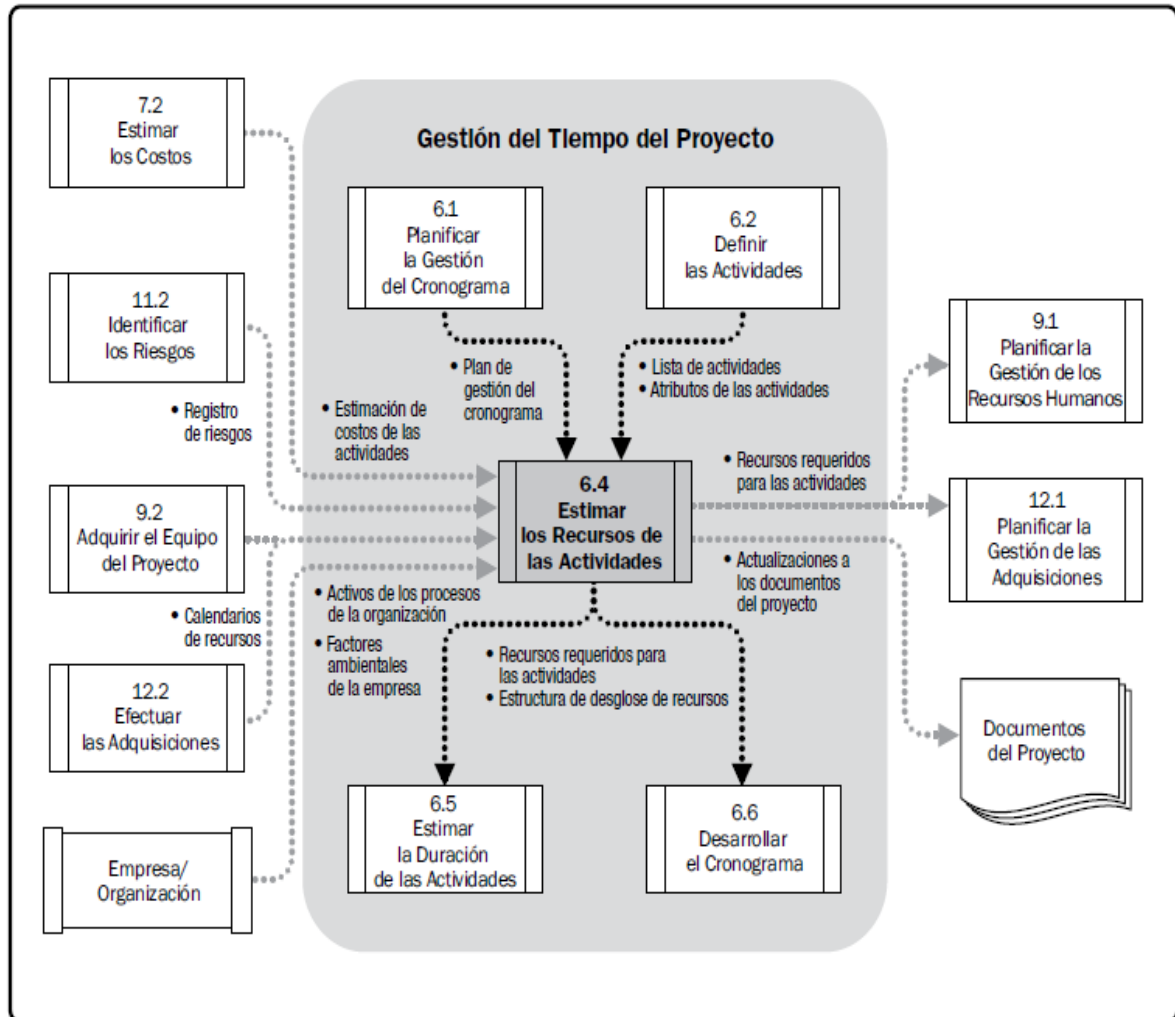 Gestión del Tiempo del Proyecto
7.2
Estimar
los Costos
6.1
Planificar
la Gestión
del Cronograma
6.2
Definir
las Actividades
11.2
Identificar
los Riesgos
9.1
Planificar la
Gestión de los
Recursos Humanos
• Registro
de riesgos
• Estimación de
costos de las
actividades
• Plan de
gestión del
cronograma
• Lista de actividades
• Atributos de las actividades
9.2
Adquirir el Equipo
del Proyecto
6.4
Estimar
los Recursos de
las Actividades
• Recursos requeridos
para las actividades
12.1
Planificar la
Gestión de las
Adquisiciones
• Calendarios
de recursos
• Activos de los procesos
de la organización
• Factores
ambientales
de la empresa
• Actualizaciones a
los documentos
del proyecto
• Recursos requeridos para
las actividades
• Estructura de desglose de recursos
12.2
Efectuar
las Adquisiciones
Documentos
del Proyecto
Empresa/
Organización
6.5
Estimar
la Duración
de las Actividades
6.6
Desarrollar
el Cronograma